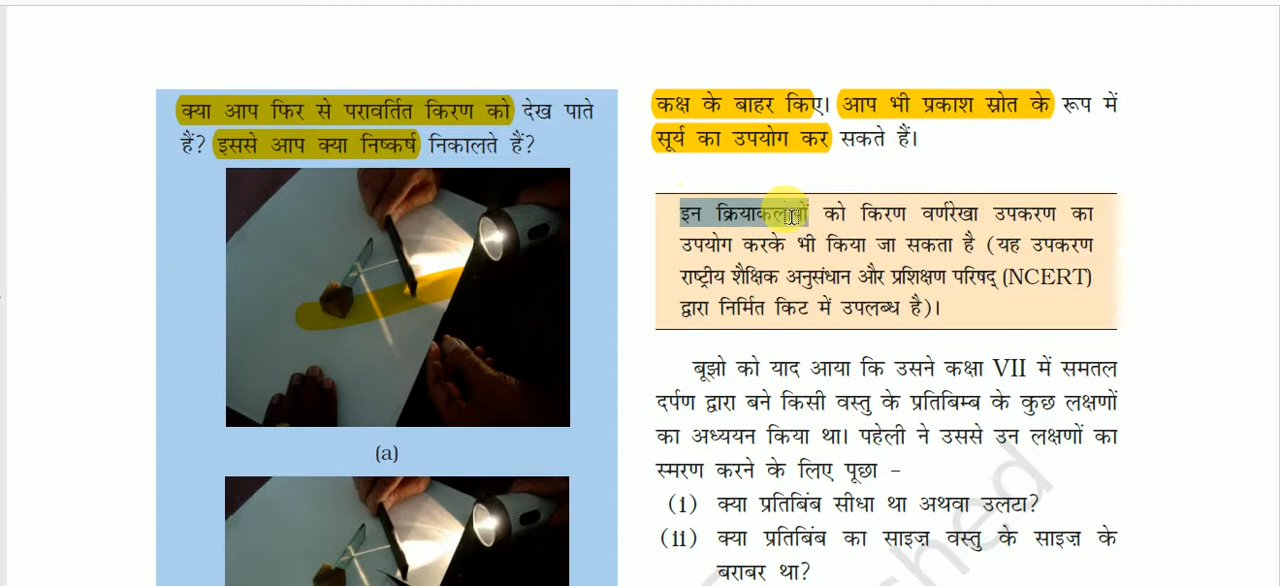 क्या आप फिर से परावर्तित किरण को देख पाते
हैं? इससे आप क्या निष्कर्ष निकालते हैं?
(a)
कक्ष के बाहर किए। आप भी प्रकाश स्रोत के रूप में
सूर्य का उपयोग कर सकते हैं।
इन क्रियाकलापों को किरण वर्णरेखा उपकरण का
उपयोग करके भी किया जा सकता है (यह उपकरण
राष्ट्रीय शैक्षिक अनुसंधान और प्रशिक्षण परिषद् (NCERT)
द्वारा निर्मित किट में उपलब्ध है)।
बूझो को याद आया कि उसने कक्षा VII में समतल
दर्पण द्वारा बने किसी वस्तु के प्रतिबिम्ब के कुछ लक्षणों
का अध्ययन किया था। पहेली ने उससे उन लक्षणों का
स्मरण करने के लिए पूछा –
(i) क्या प्रतिबिंब सीधा था अथवा उलटा?
(ii) क्या प्रतिबिंब का साइज़ वस्तु के साइज़ के
बराबर था?